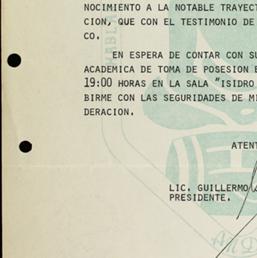 NOCIMIENTO A LA NOTABLE TRAYECT
CION, QUE CON EL TESTIMONIO DE
CO.
EN ESPERA DE CONTAR CON SU
ACADEMICA DE TOMA DE POSESION E
19:00 HORAS EN LA SALA "ISIDRO
BIRME CON LAS SEGURIDADES DE MI
DERACION.
ATENT
LIC. GUILLERMO
PRESIDENTE.